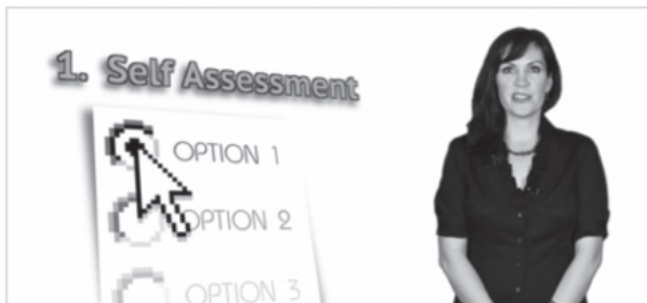 1. Self Assessment
OPTION 1
OPTION 2
OPTION 3